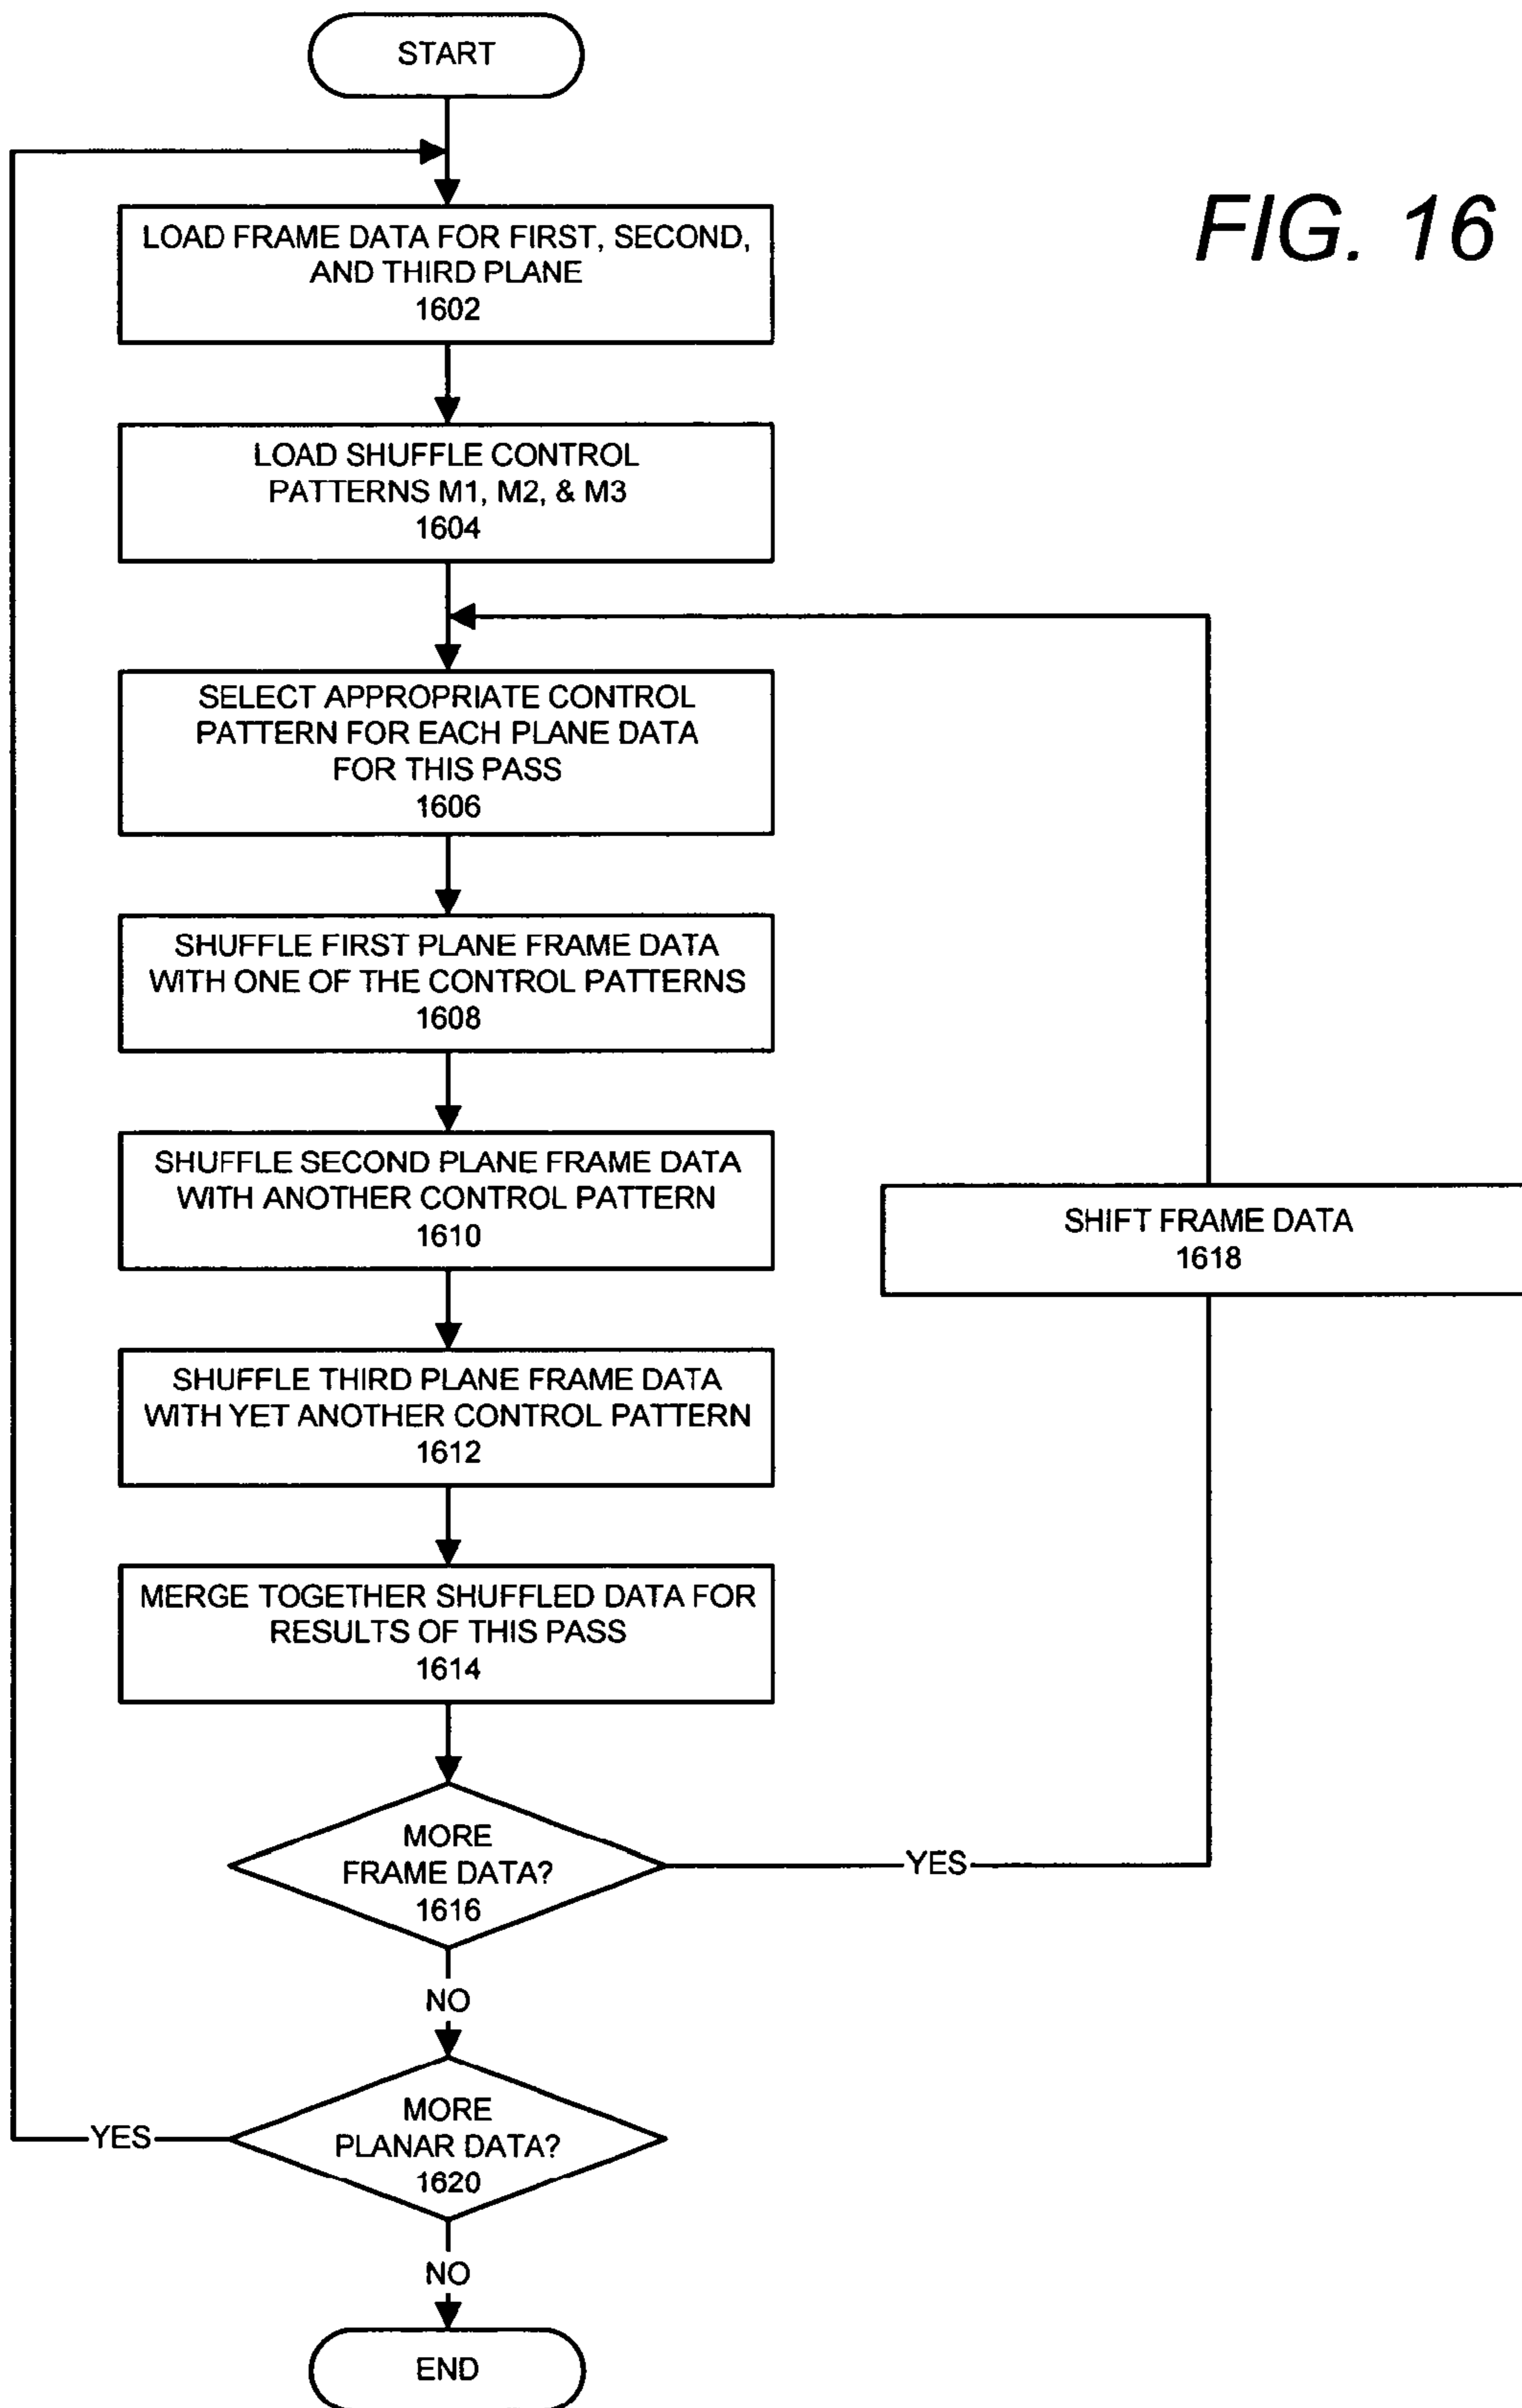 START
FIG. 16
LOAD FRAME DATA FOR FIRST, SECOND,
AND THIRD PLANE
1602
LOAD SHUFFLE CONTROL
PATTERNS M1, M2, & M3
1604
SELECT APPROPRIATE CONTROL
PATTERN FOR EACH PLANE DATA
FOR THIS PASS
1606
SHUFFLE FIRST PLANE FRAME DATA
WITH ONE OF THE CONTROL PATTERNS
1608
SHUFFLE SECOND PLANE FRAME DATA
WITH ANOTHER CONTROL PATTERN
1610
SHIFT FRAME DATA
1618
SHUFFLE THIRD PLANE FRAME DATA
WITH YET ANOTHER CONTROL PATTERN
1612
MERGE TOGETHER SHUFFLED DATA FOR
RESULTS OF THIS PASS
1614
MORE
FRAME DATA?
1616
YES
NO
MORE
PLANAR DATA?
1620
YES
NO
END